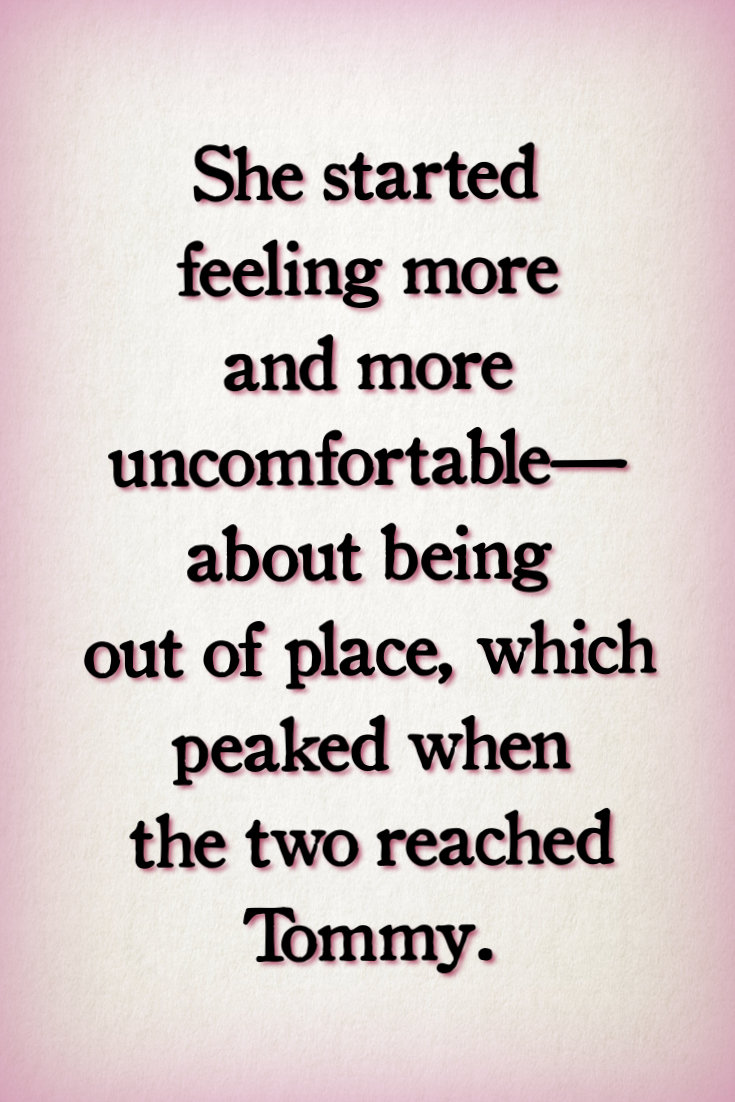 She started
feeling more
and more
uncomfortable—
about being
out of place, which
peaked when
the two reached
Tommy.